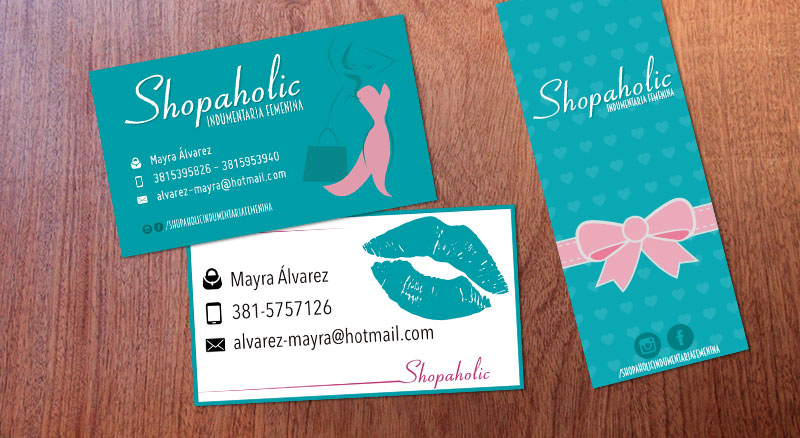 Shopaholic
INDUMENTARIA FEMENINA
Mayra Álvarez
3815395826 - 3815953940
alvarez-mayra@hotmail.com
/SHOPAHOLICINDUMENTARIAFEMENINA
Mayra Álvarez
381-5757126
alvarez-mayra@hotmail.com
Shopaholic
Shopaholic
INDUMENTARIA FEMENINA
/SHOPAHOLICINDUMENTARIAFEMENINA